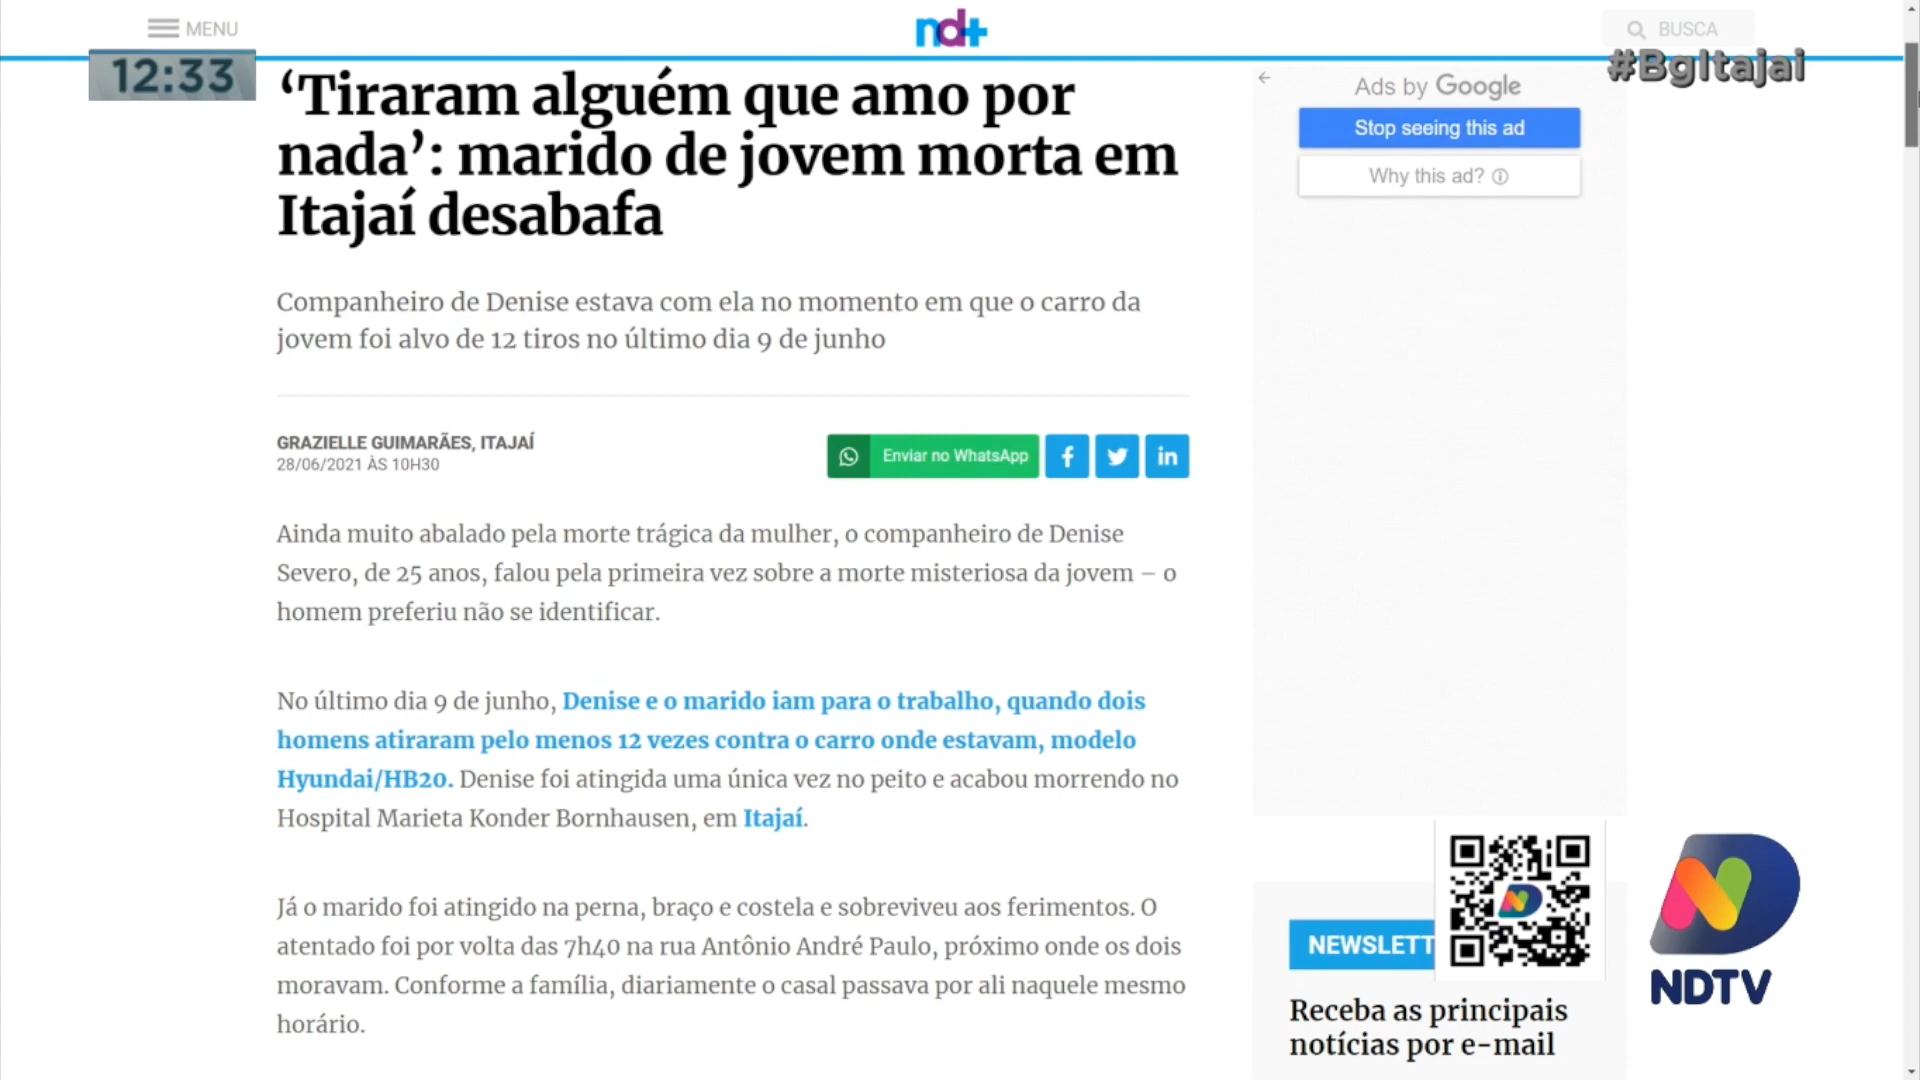 MENU
nd+
BUSCA
12:33
#BgItajai
‘Tiraram alguém que amo por
nada’: marido de jovem morta em
Itajaí desabafa
Companheiro de Denise estava com ela no momento em que o carro da
jovem foi alvo de 12 tiros no último dia 9 de junho
GRAZIELLE GUIMARÃES, ITAJAÍ
28/06/2021 ÀS 10H30
Enviar no WhatsApp
Ainda muito abalado pela morte trágica da mulher, o companheiro de Denise
Severo, de 25 anos, falou pela primeira vez sobre a morte misteriosa da jovem – o
homem preferiu não se identificar.
No último dia 9 de junho, Denise e o marido iam para o trabalho, quando dois
homens atiraram pelo menos 12 vezes contra o carro onde estavam, modelo
Hyundai/HB20. Denise foi atingida uma única vez no peito e acabou morrendo no
Hospital Marieta Konder Bornhausen, em Itajaí.
Já o marido foi atingido na perna, braço e costela e sobreviveu aos ferimentos. O
atentado foi por volta das 7h40 na rua Antônio André Paulo, próximo onde os dois
moravam. Conforme a família, diariamente o casal passava por ali naquele mesmo
horário.
Ads by Google
Stop seeing this ad
Why this ad?
NEWSLETT
Receba as principais
notícias por e-mail
NDTV